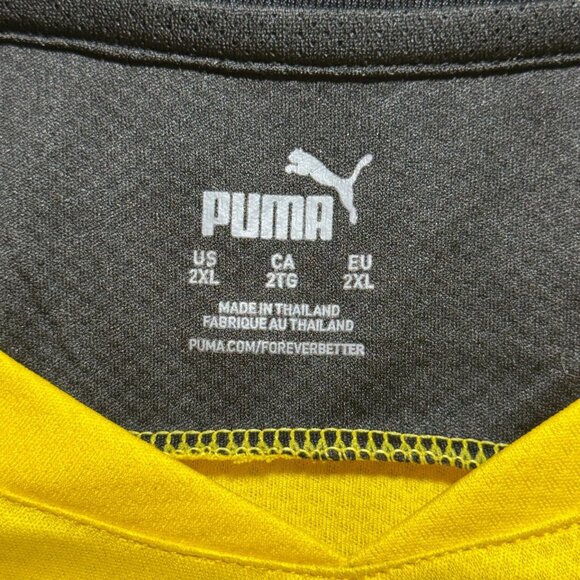 PUMA
US CA EU
2XL 2TG 2XL
MADE IN THAILAND
FABRIQUE AU THAILAND
PUMA.COM/FOREVERBETTER